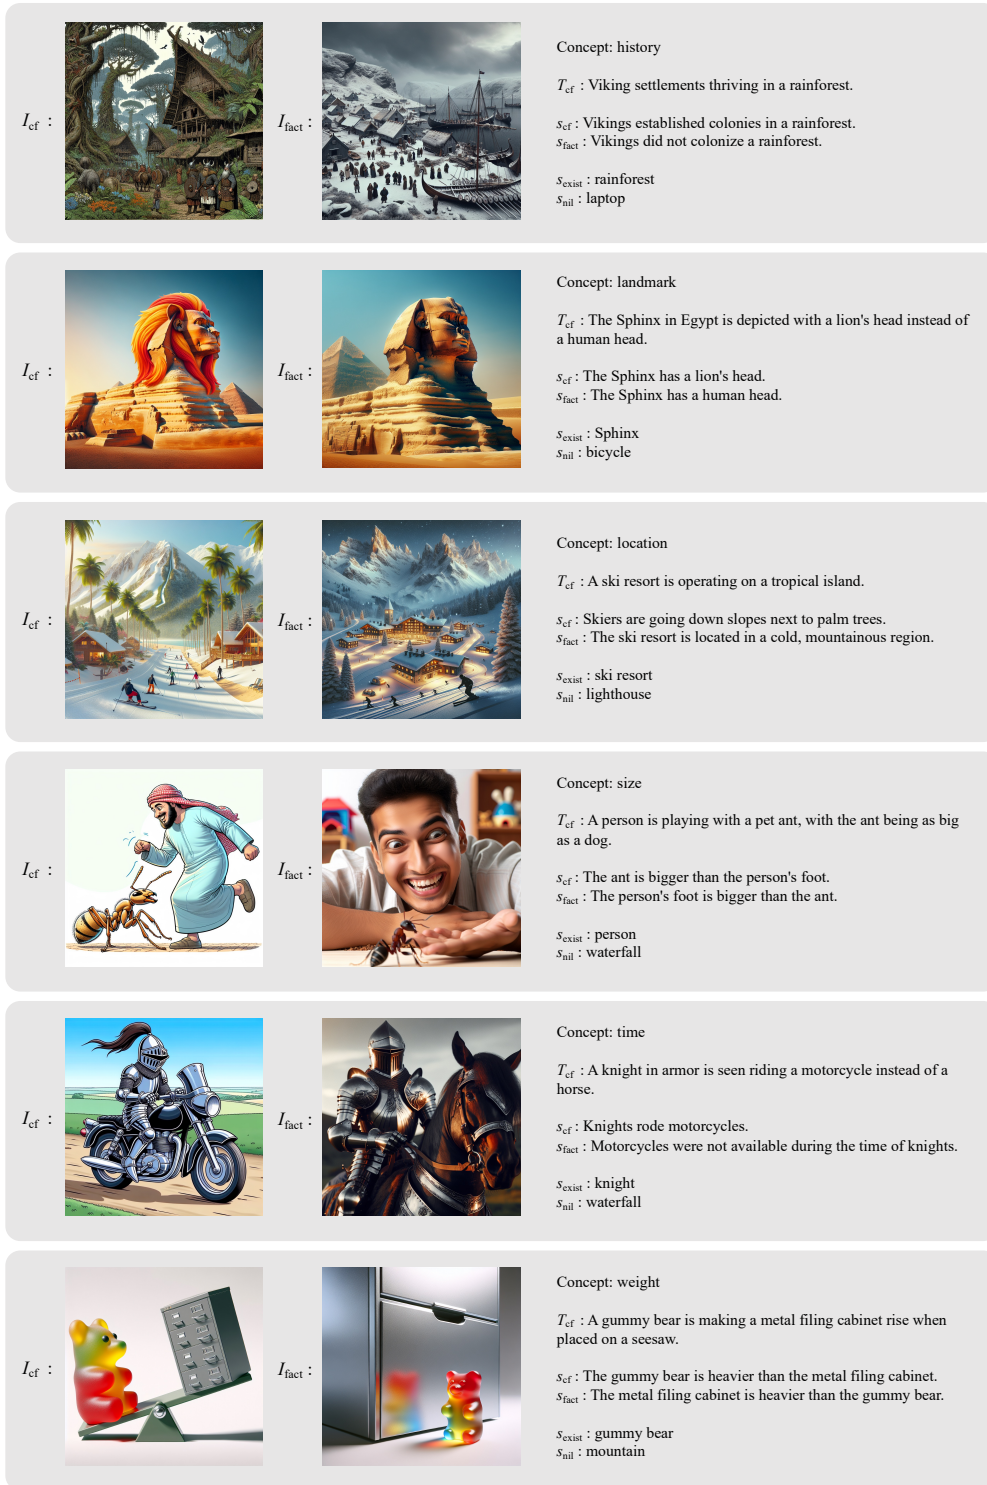 I_cf :
I_fact :
Concept: history
T_cf : Viking settlements thriving in a rainforest.
s_cf : Vikings established colonies in a rainforest.
s_fact : Vikings did not colonize a rainforest.
s_exist : rainforest
s_nil : laptop
I_cf :
I_fact :
Concept: landmark
T_cf : The Sphinx in Egypt is depicted with a lion's head instead of
a human head.
s_cf : The Sphinx has a lion's head.
s_fact : The Sphinx has a human head.
s_exist : Sphinx
s_nil : bicycle
I_cf :
I_fact :
Concept: location
T_cf : A ski resort is operating on a tropical island.
s_cf : Skiers are going down slopes next to palm trees.
s_fact : The ski resort is located in a cold, mountainous region.
s_exist : ski resort
s_nil : lighthouse
I_cf :
I_fact :
Concept: size
T_cf : A person is playing with a pet ant, with the ant being as big
as a dog.
s_cf : The ant is bigger than the person's foot.
s_fact : The person's foot is bigger than the ant.
s_exist : person
s_nil : waterfall
I_cf :
I_fact :
Concept: time
T_cf : A knight in armor is seen riding a motorcycle instead of a
horse.
s_cf : Knights rode motorcycles.
s_fact : Motorcycles were not available during the time of knights.
s_exist : knight
s_nil : waterfall
I_cf :
I_fact :
Concept: weight
T_cf : A gummy bear is making a metal filing cabinet rise when
placed on a seesaw.
s_cf : The gummy bear is heavier than the metal filing cabinet.
s_fact : The metal filing cabinet is heavier than the gummy bear.
s_exist : gummy bear
s_nil : mountain